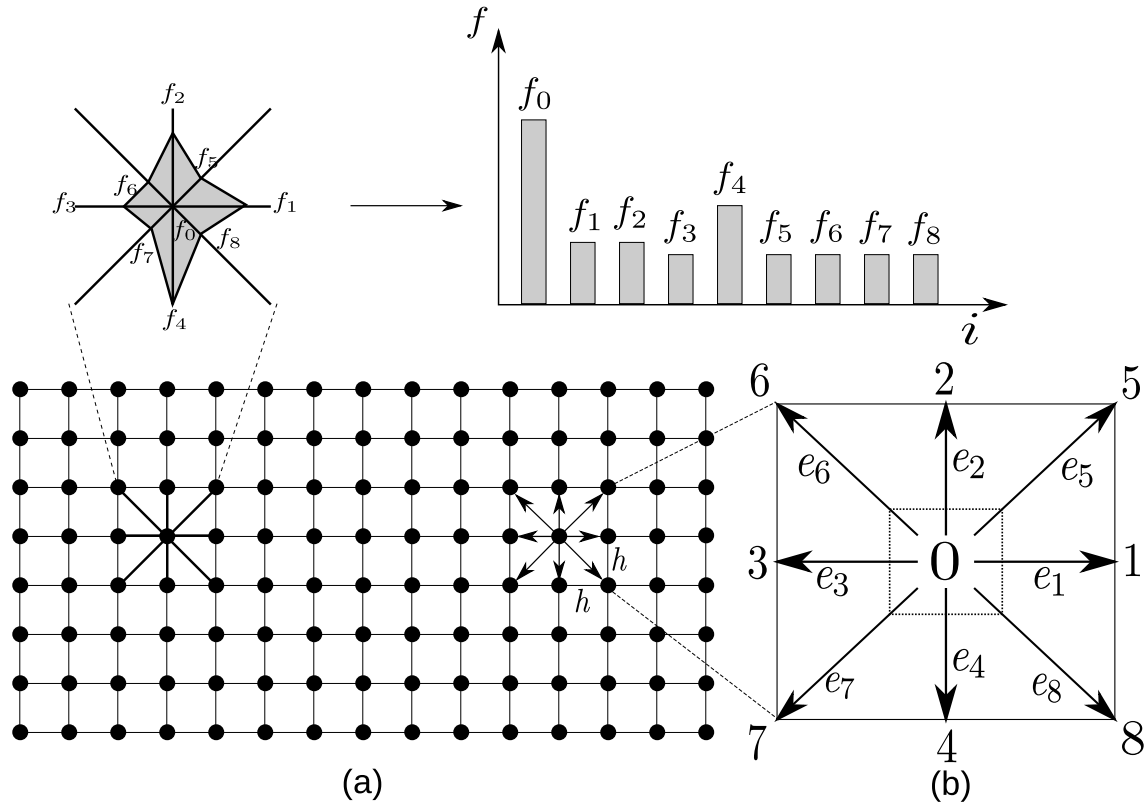 f
f₀
f₂
f₄
f₅
f₁ f₂ f₃ f₅ f₆ f₇ f₈
f₆
f₃ f₁
f₀
f₇ f₈
f₄
i
6 2 5
e₆ e₂ e₅
h
3 0 1
e₃ e₁
h
e₇ e₄ e₈
7 4 8
(a) (b)